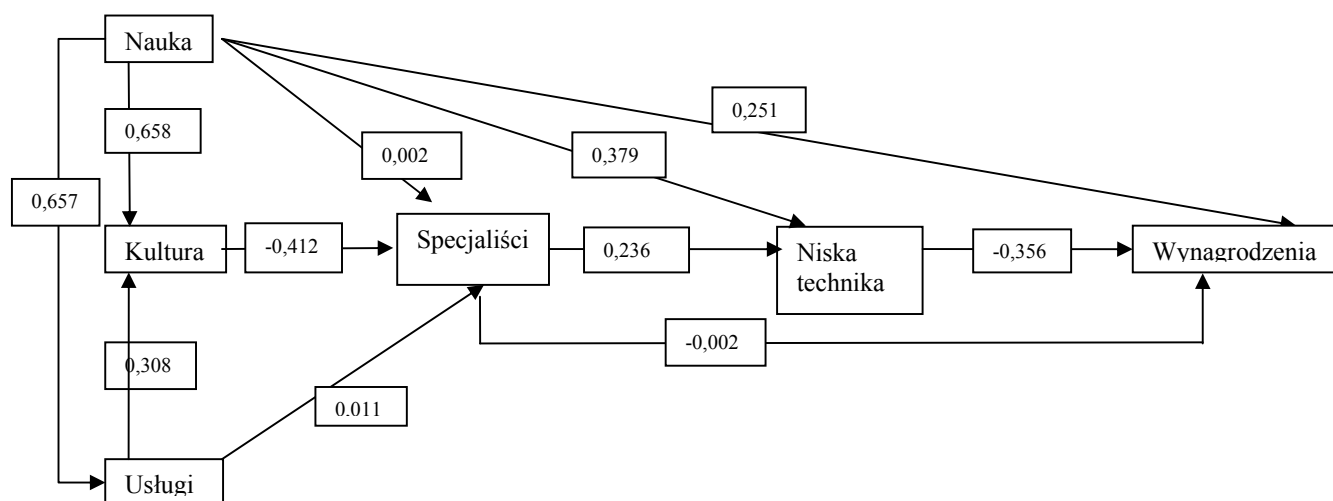 Nauka
0,251
0,658
0,002
0,379
0,657
Kultura
-0,412
Specjaliści
0,236
Niska
technika
-0,356
Wynagrodzenia
0,308
-0,002
0.011
Usługi